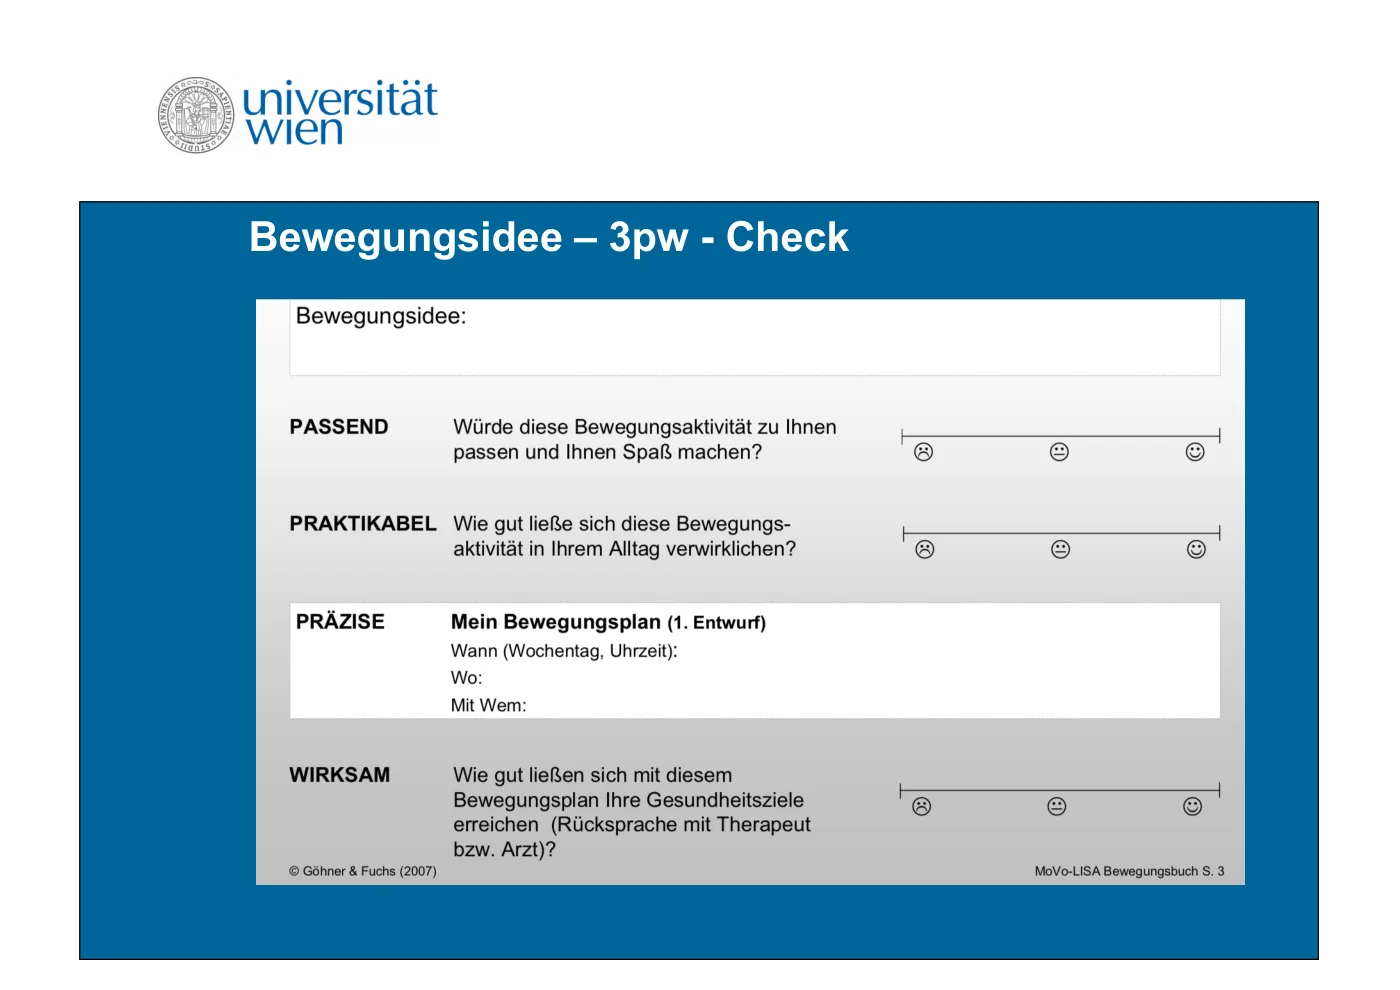 universität
wien
VIENNENSIS
SAPIENTIAE
STUDII
Bewegungsidee – 3pw - Check
Bewegungsidee:
PASSEND Würde diese Bewegungsaktivität zu Ihnen
passen und Ihnen Spaß machen?
PRAKTIKABEL Wie gut ließe sich diese Bewegungs-
aktivität in Ihrem Alltag verwirklichen?
PRÄZISE Mein Bewegungsplan (1. Entwurf)
Wann (Wochentag, Uhrzeit):
Wo:
Mit Wem:
WIRKSAM Wie gut ließen sich mit diesem
Bewegungsplan Ihre Gesundheitsziele
erreichen (Rücksprache mit Therapeut
bzw. Arzt)?
© Göhner & Fuchs (2007) MoVo-LISA Bewegungsbuch S. 3